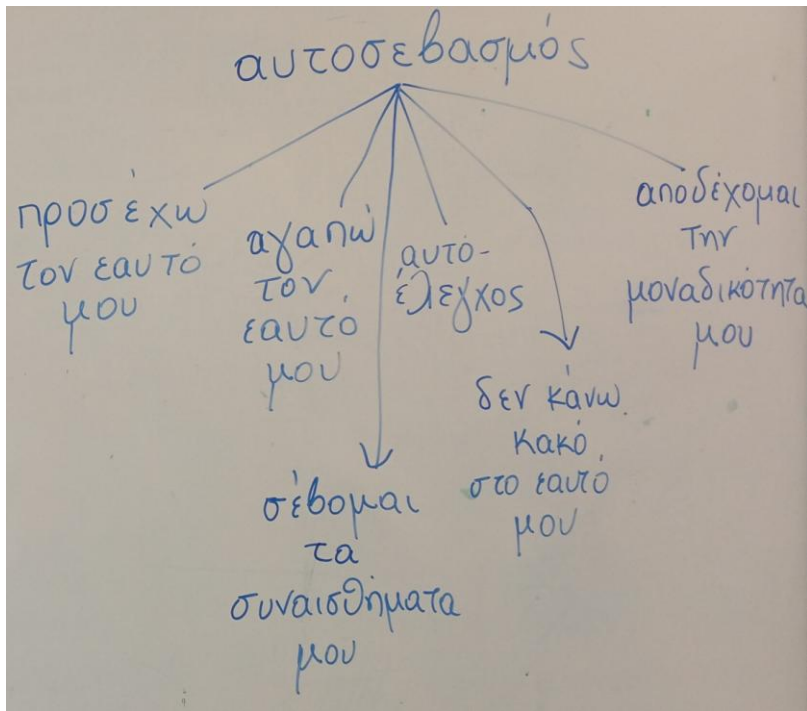 αυτοσεβασμός
προσέχω
τον εαυτό
μου
αγαπώ
τον
εαυτό
μου
σέβομαι
τα
συναισθήματα
μου
αυτό-
έλεγχος
δεν κάνω
κακό
στο εαυτό
μου
αποδέχομαι
την
μοναδικότητα
μου